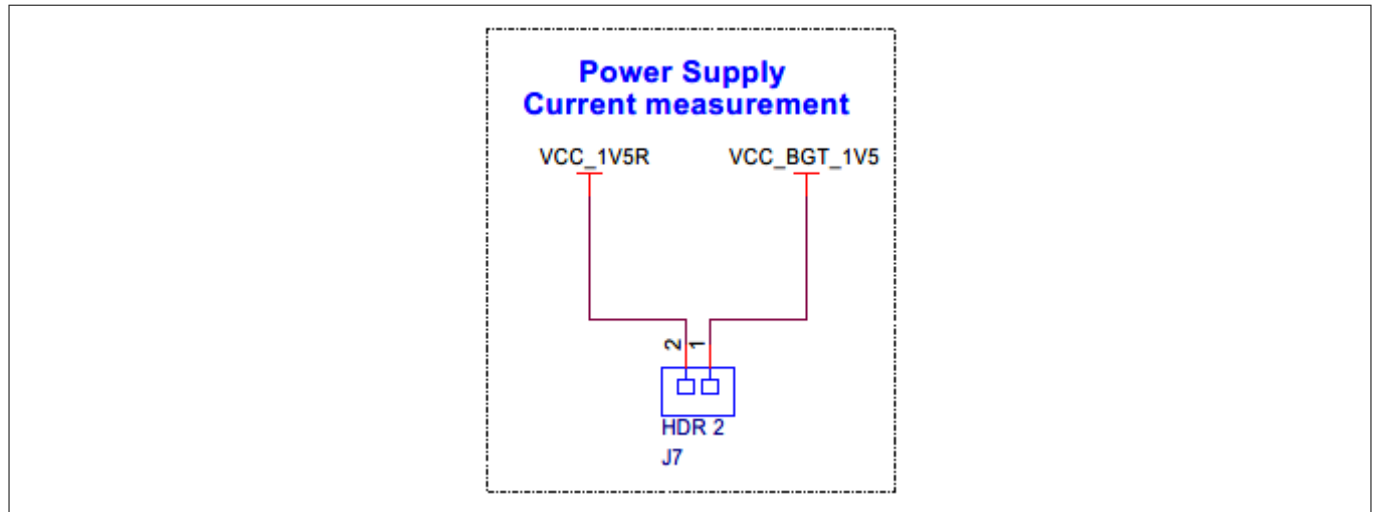 Power Supply
Current measurement
VCC_1V5R VCC_BGT_1V5
2 1
HDR 2
J7